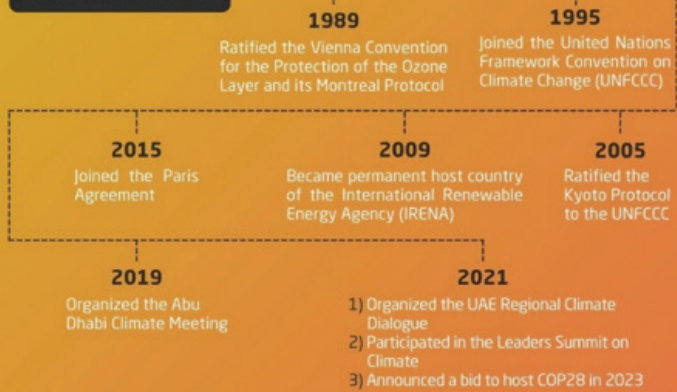 1989
Ratified the Vienna Convention
for the Protection of the Ozone
Layer and its Montreal Protocol
1995
Joined the United Nations
Framework Convention on
Climate Change (UNFCCC)
2005
Ratified the
Kyoto Protocol
to the UNFCCC
2009
Became permanent host country
of the International Renewable
Energy Agency (IRENA)
2015
Joined the Paris
Agreement
2019
Organized the Abu
Dhabi Climate Meeting
2021
1) Organized the UAE Regional Climate
Dialogue
2) Participated in the Leaders Summit on
Climate
3) Announced a bid to host COP28 in 2023